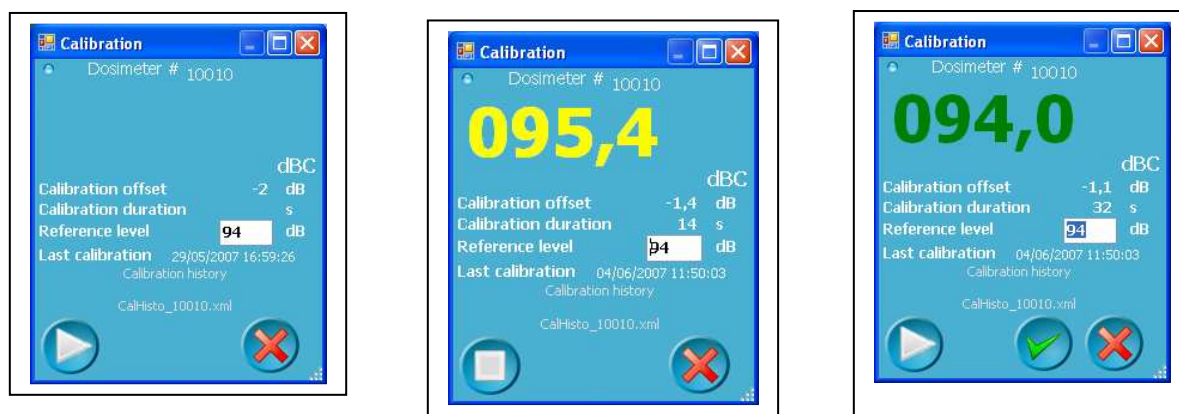 Calibration
Dosimeter # 10010
dBC
Calibration offset -2 dB
Calibration duration s
Reference level 94 dB
Last calibration 29/05/2007 16:59:26
Calibration history
CalHisto_10010.xml
Calibration
Dosimeter # 10010
095,4
dBC
Calibration offset -1,4 dB
Calibration duration 14 s
Reference level 94 dB
Last calibration 04/06/2007 11:50:03
Calibration history
CalHisto_10010.xml
Calibration
Dosimeter # 10010
094,0
dBC
Calibration offset -1,1 dB
Calibration duration 32 s
Reference level 94 dB
Last calibration 04/06/2007 11:50:03
Calibration history
CalHisto_10010.xml